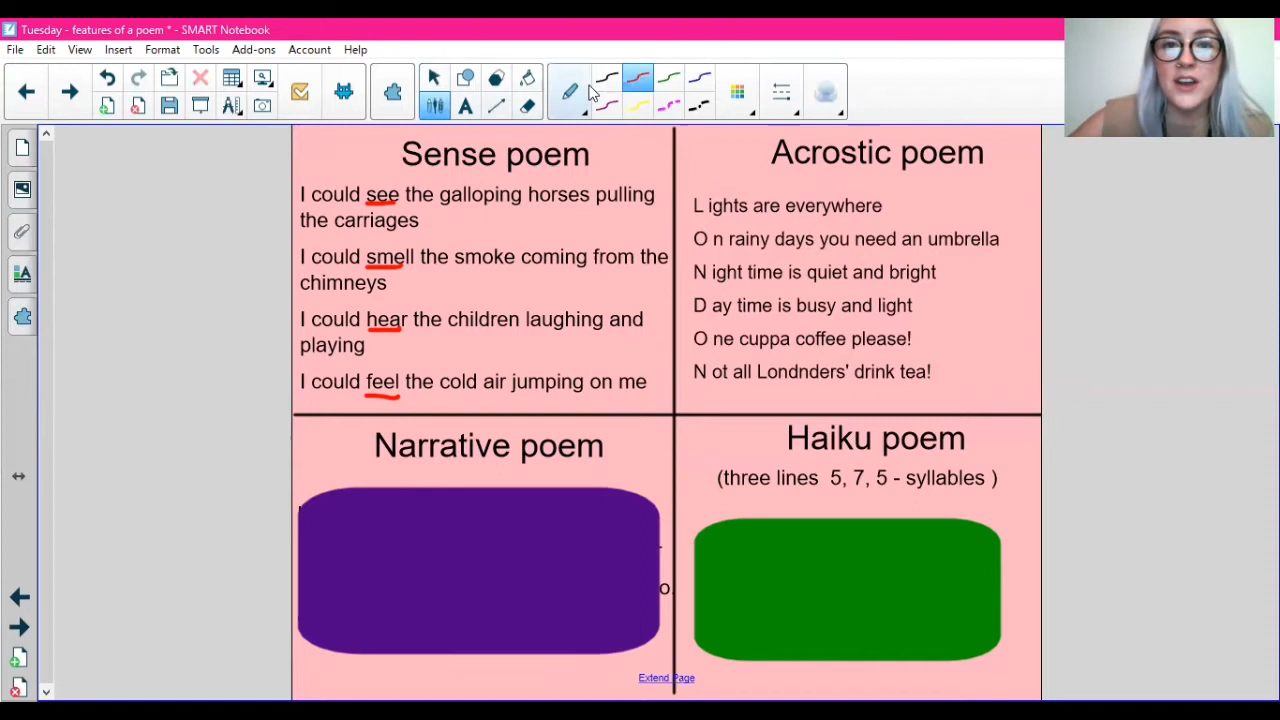 Tuesday - features of a poem * - SMART Notebook
File Edit View Insert Format Tools Add-ons Account Help
Sense poem
I could see the galloping horses pulling
the carriages
I could smell the smoke coming from the
chimneys
I could hear the children laughing and
playing
I could feel the cold air jumping on me
Acrostic poem
L ights are everywhere
O n rainy days you need an umbrella
N ight time is quiet and bright
D ay time is busy and light
O ne cuppa coffee please!
N ot all Londnders' drink tea!
Narrative poem
o.
Haiku poem
(three lines 5, 7, 5 - syllables )
Extend Page